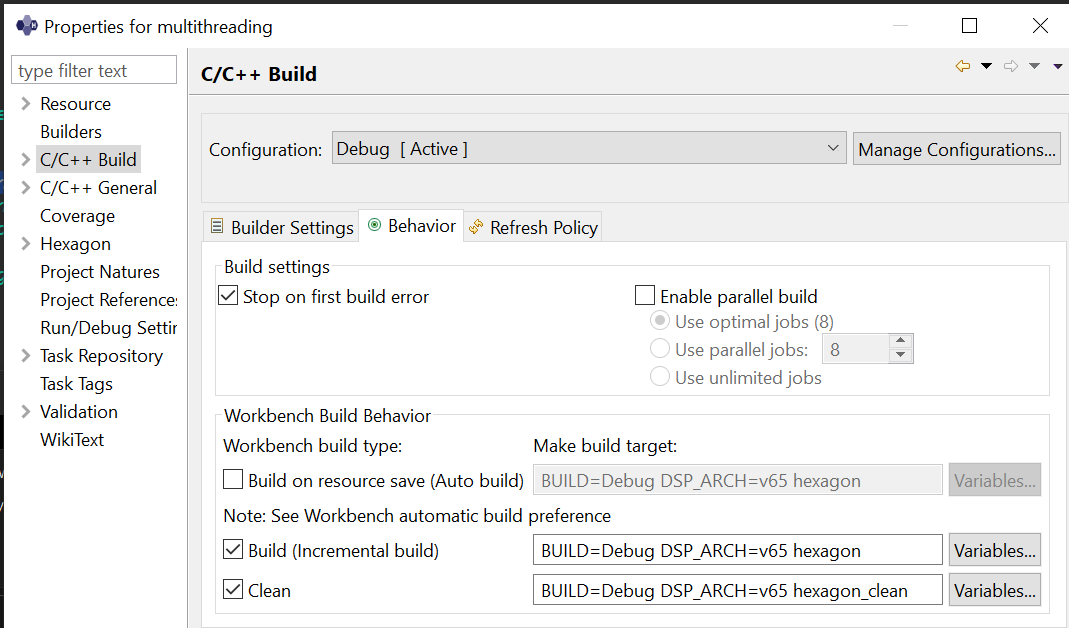 Properties for multithreading
type filter text
Resource
Builders
C/C++ Build
C/C++ General
Coverage
Hexagon
Project Natures
Project References
Run/Debug Settin
Task Repository
Task Tags
Validation
WikiText
C/C++ Build
Configuration: Debug [ Active ] Manage Configurations...
Builder Settings Behavior Refresh Policy
Build settings
Stop on first build error Enable parallel build
Use optimal jobs (8)
Use parallel jobs: 8
Use unlimited jobs
Workbench Build Behavior
Workbench build type: Make build target:
Build on resource save (Auto build) BUILD=Debug DSP_ARCH=v65 hexagon Variables...
Note: See Workbench automatic build preference
Build (Incremental build) BUILD=Debug DSP_ARCH=v65 hexagon Variables...
Clean BUILD=Debug DSP_ARCH=v65 hexagon_clean Variables...